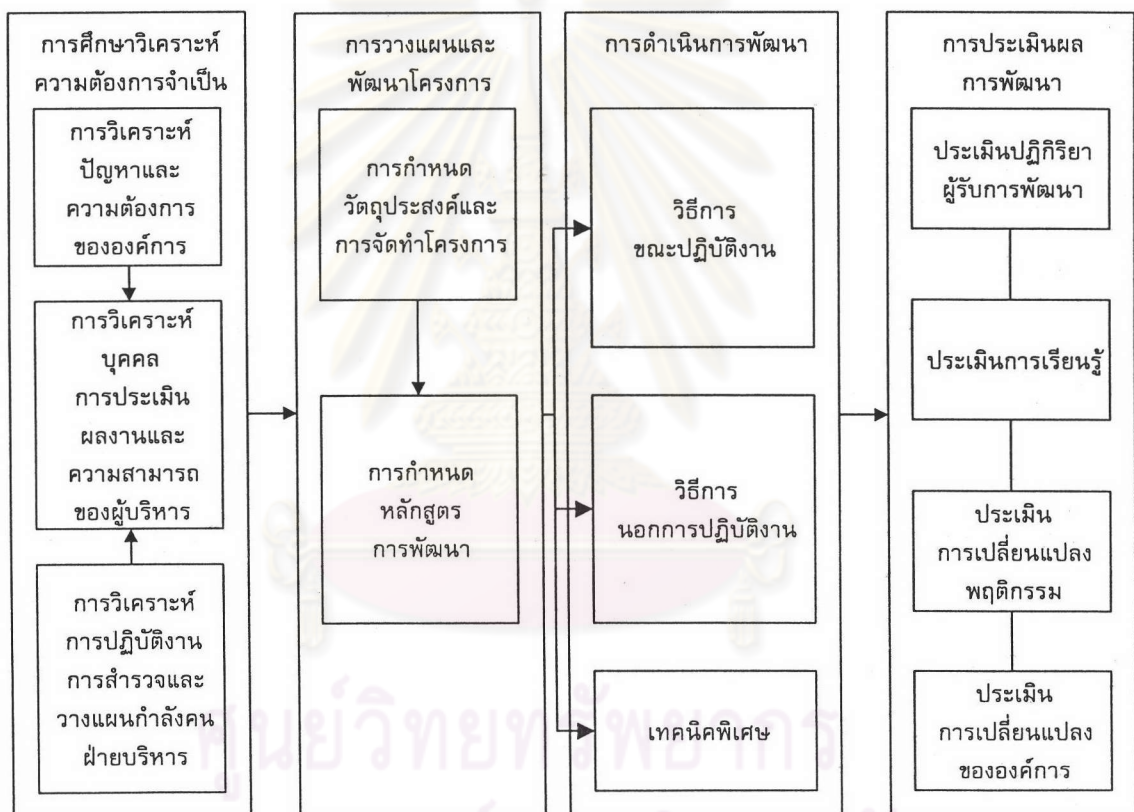 การศึกษาวิเคราะห์
ความต้องการจำเป็น
การวิเคราะห์
ปัญหาและ
ความต้องการ
ขององค์การ
การวิเคราะห์
บุคคล
การประเมิน
ผลงานและ
ความสามารถ
ของผู้บริหาร
การวิเคราะห์
การปฏิบัติงาน
การสำรวจและ
วางแผนกำลังคน
ฝ่ายบริหาร
การวางแผนและ
พัฒนาโครงการ
การกำหนด
วัตถุประสงค์และ
การจัดทำโครงการ
การกำหนด
หลักสูตร
การพัฒนา
การดำเนินการพัฒนา
วิธีการ
ขณะปฏิบัติงาน
วิธีการ
นอกการปฏิบัติงาน
เทคนิคพิเศษ
การประเมินผล
การพัฒนา
ประเมินปฏิกิริยา
ผู้รับการพัฒนา
ประเมินการเรียนรู้
ประเมิน
การเปลี่ยนแปลง
พฤติกรรม
ประเมิน
การเปลี่ยนแปลง
ขององค์การ
ศูนย์วิทยทรัพยากร